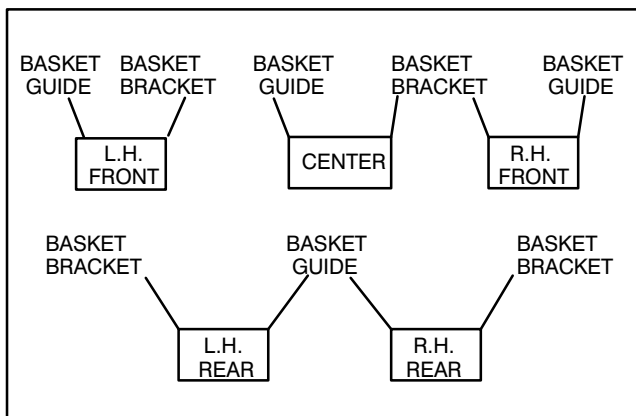 BASKET GUIDE
BASKET BRACKET
BASKET GUIDE
BASKET BRACKET
BASKET GUIDE
L.H. FRONT
CENTER
R.H. FRONT
BASKET BRACKET
BASKET GUIDE
BASKET BRACKET
L.H. REAR
R.H. REAR